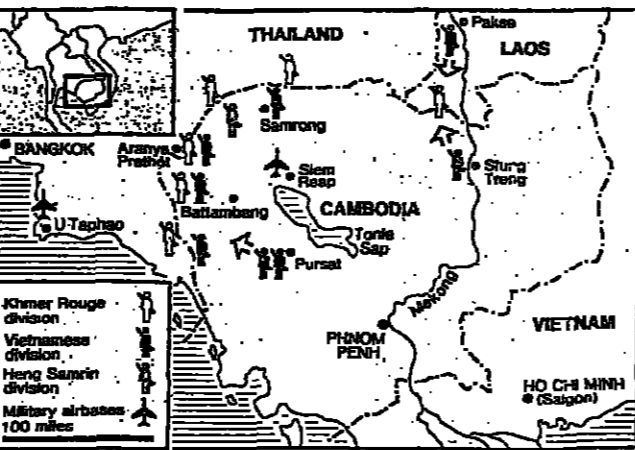 THAILAND
Pakse
LAOS
Samrong
BANGKOK
Aranya
Prathet
Siem
Reap
Stung
Treng
Battambang
CAMBODIA
U-Taphao
Tonle
Sap
Pursat
Mekong
PHNOM
PENH
VIETNAM
HO CHI MINH
(Saigon)
Khmer Rouge
division
Vietnamese
division
Heng Samrin
division
Military airbases
100 miles